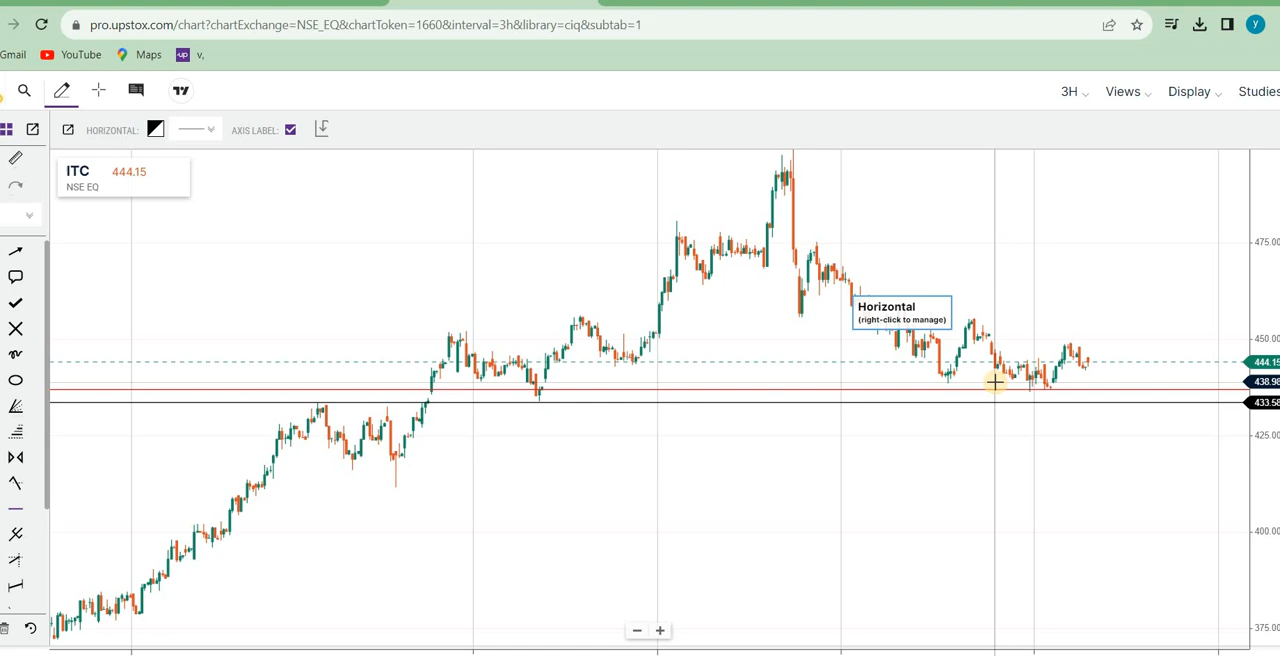 pro.upstox.com/chart?chartExchange=NSE_EQ&chartToken=1660&interval=3h&library=ciq&subtab=1
y
Gmail YouTube Maps up v,
3H Views Display Studies
HORIZONTAL: AXIS LABEL:
ITC 444.15
NSE EQ
475.00
Horizontal
(right-click to manage)
450.00
444.15
438.98
433.58
425.00
400.00
375.00